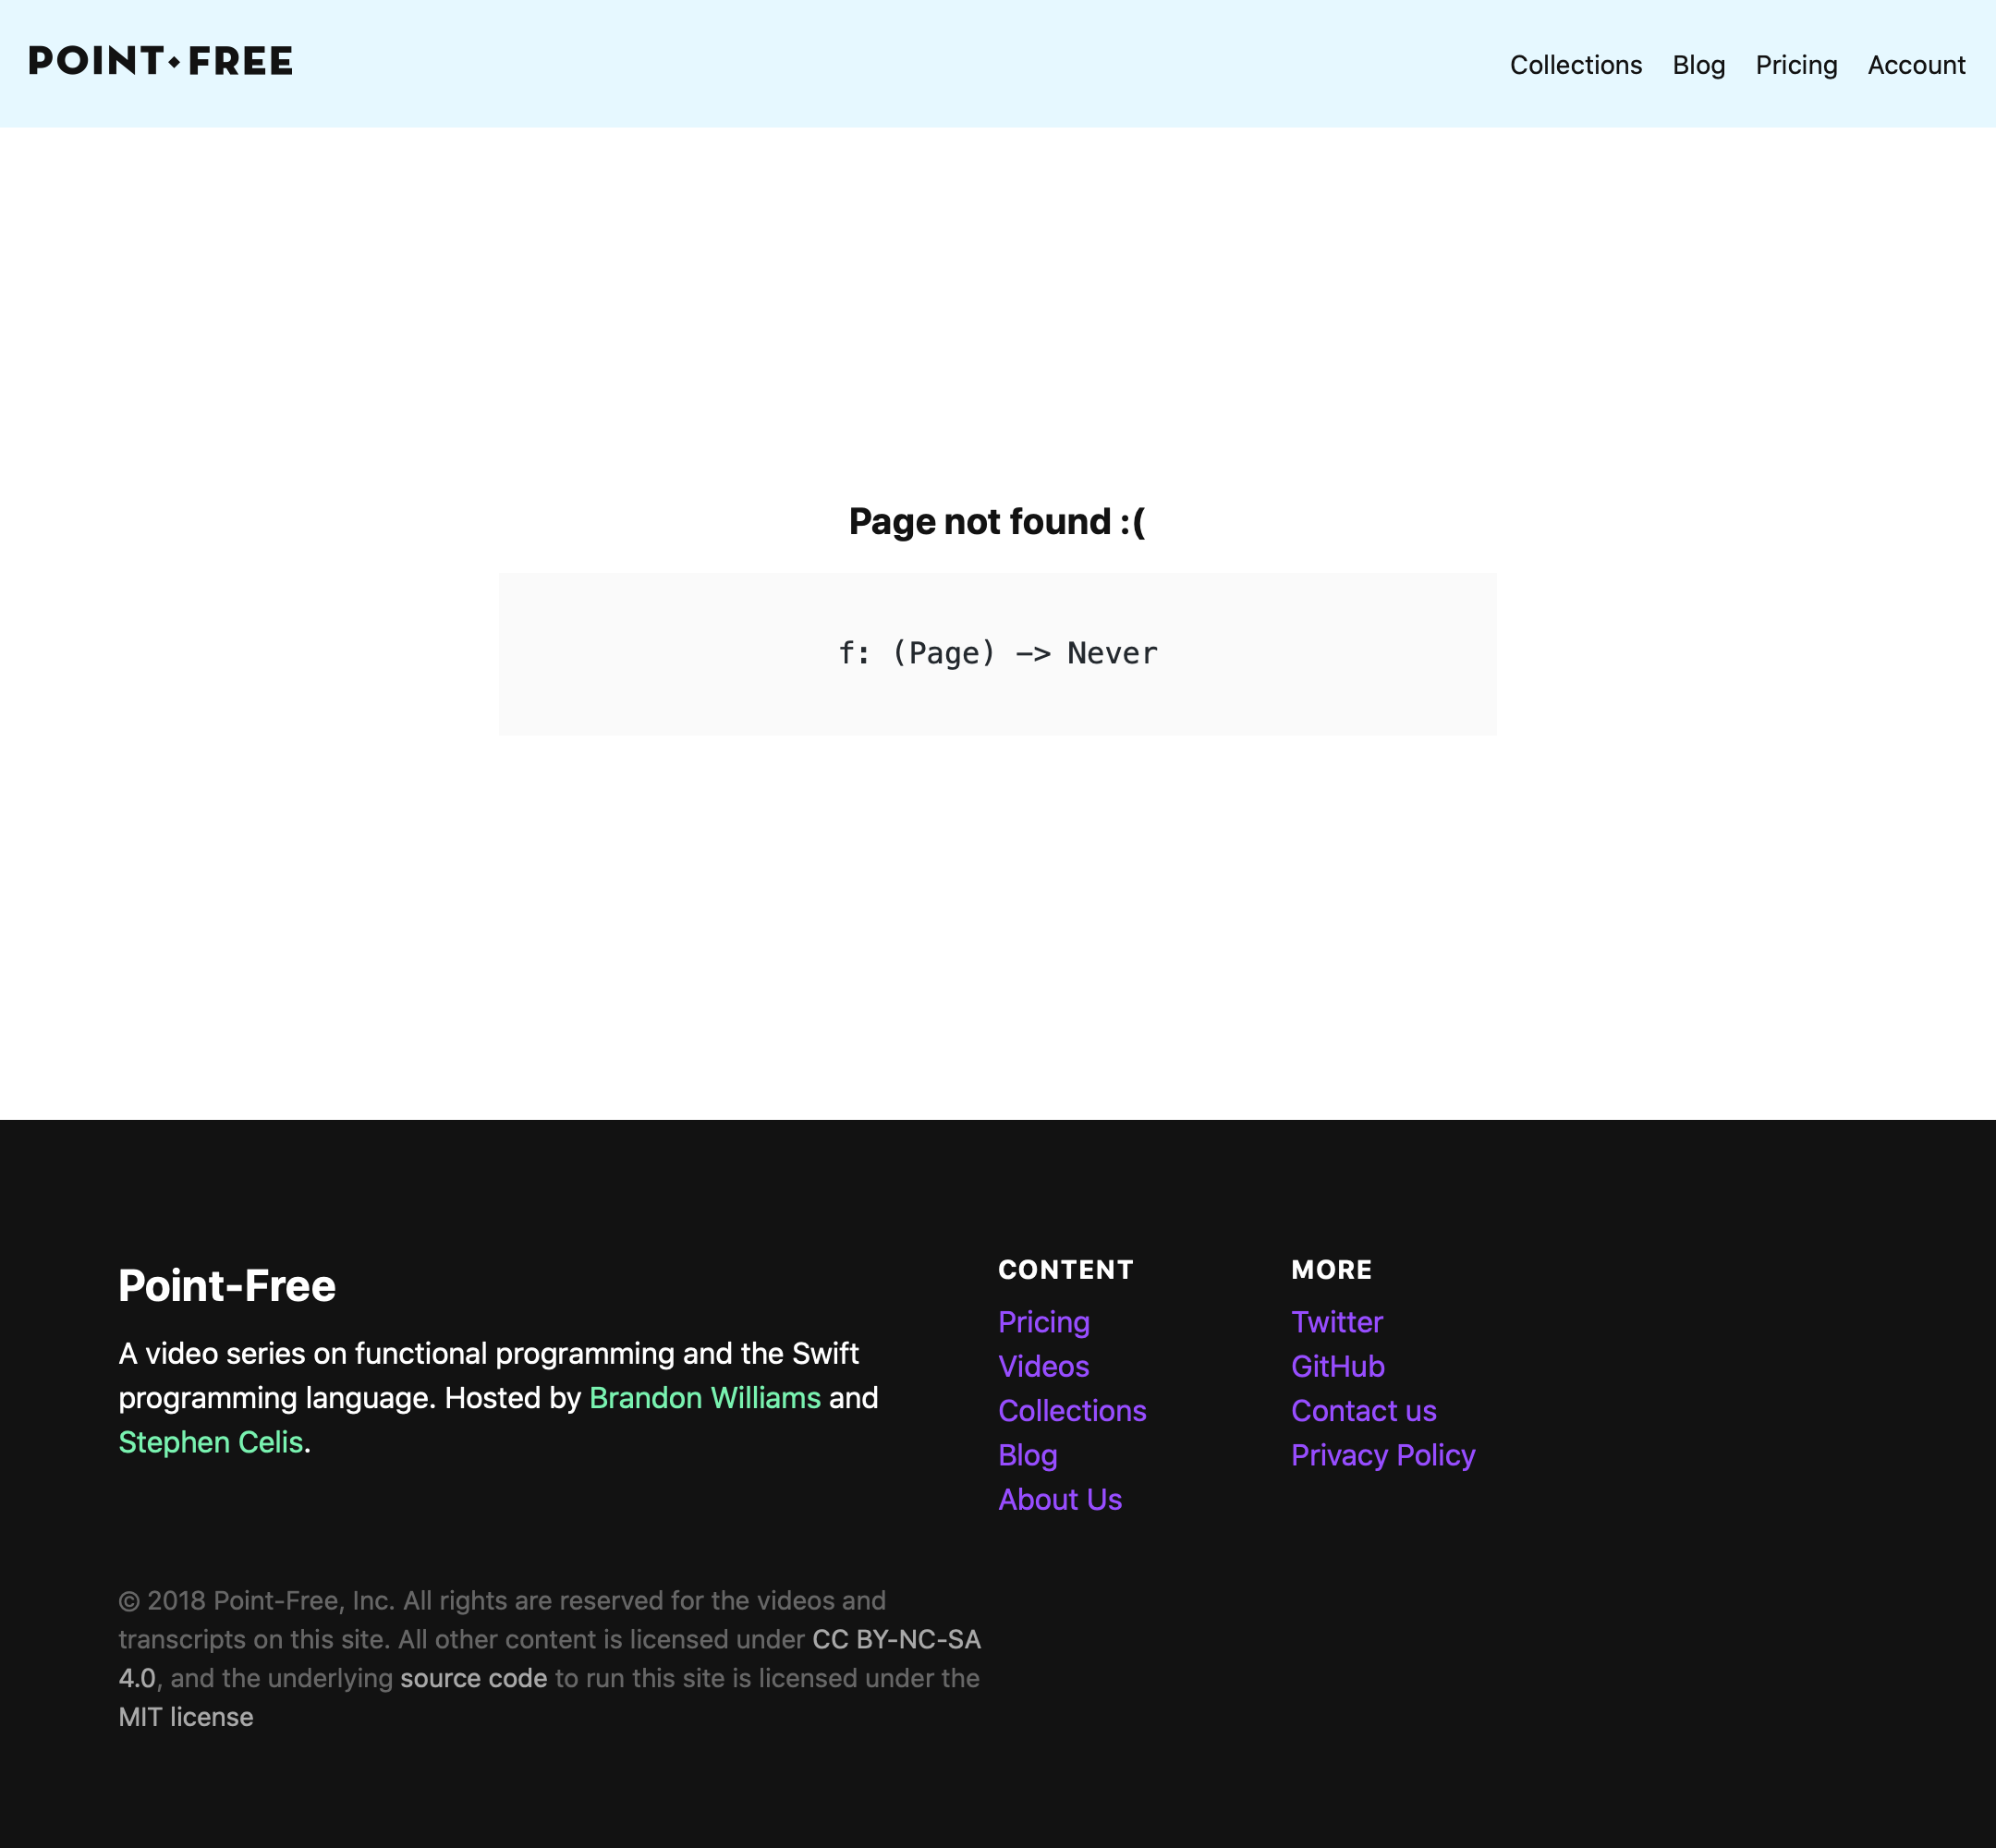 POINT◆FREE
Collections Blog Pricing Account
Page not found :(
f: (Page) -> Never
Point-Free
A video series on functional programming and the Swift
programming language. Hosted by Brandon Williams and
Stephen Celis.
CONTENT
Pricing
Videos
Collections
Blog
About Us
MORE
Twitter
GitHub
Contact us
Privacy Policy
© 2018 Point-Free, Inc. All rights are reserved for the videos and
transcripts on this site. All other content is licensed under CC BY-NC-SA
4.0, and the underlying source code to run this site is licensed under the
MIT license